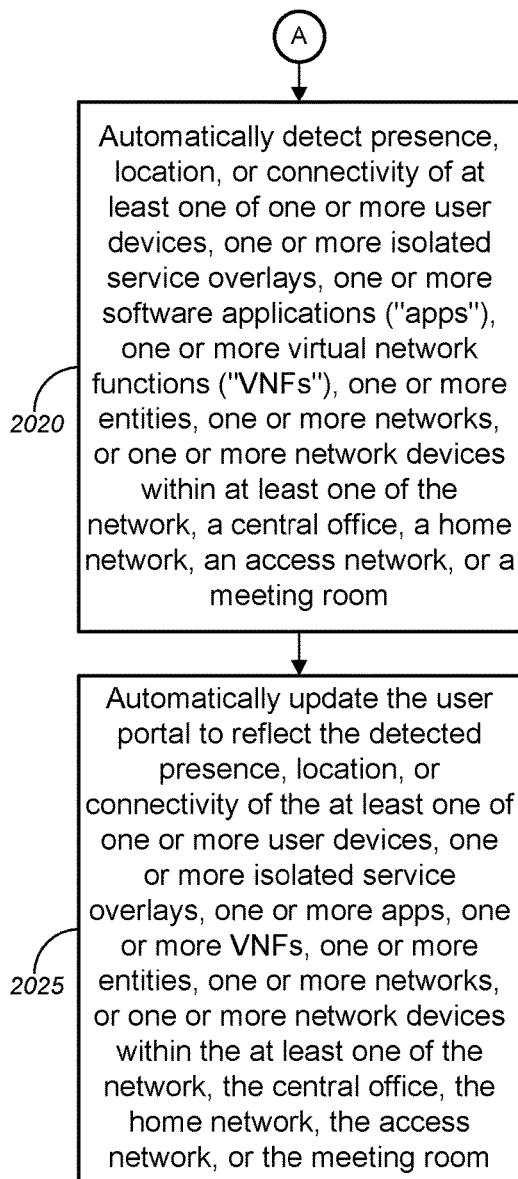 A
Automatically detect presence,
location, or connectivity of at
least one of one or more user
devices, one or more isolated
service overlays, one or more
software applications ("apps"),
one or more virtual network
functions ("VNFs"), one or more
entities, one or more networks,
or one or more network devices
within at least one of the
network, a central office, a home
network, an access network, or a
meeting room
2020
Automatically update the user
portal to reflect the detected
presence, location, or
connectivity of the at least one of
one or more user devices, one
or more isolated service
overlays, one or more apps, one
or more VNFs, one or more
entities, one or more networks,
or one or more network devices
within the at least one of the
network, the central office, the
home network, the access
network, or the meeting room
2025